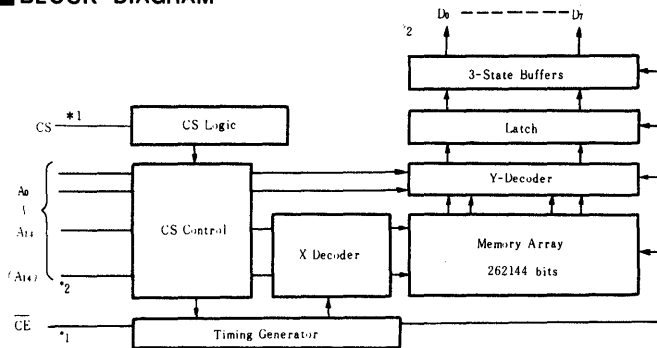 BLOCK DIAGRAM
D0 D7
*2
3-State Buffers
CS *1
CS Logic
Latch
Y-Decoder
A0
A14
CS Control
X Decoder
Memory Array
262144 bits
(A14) *2
CE
*1
Timing Generator